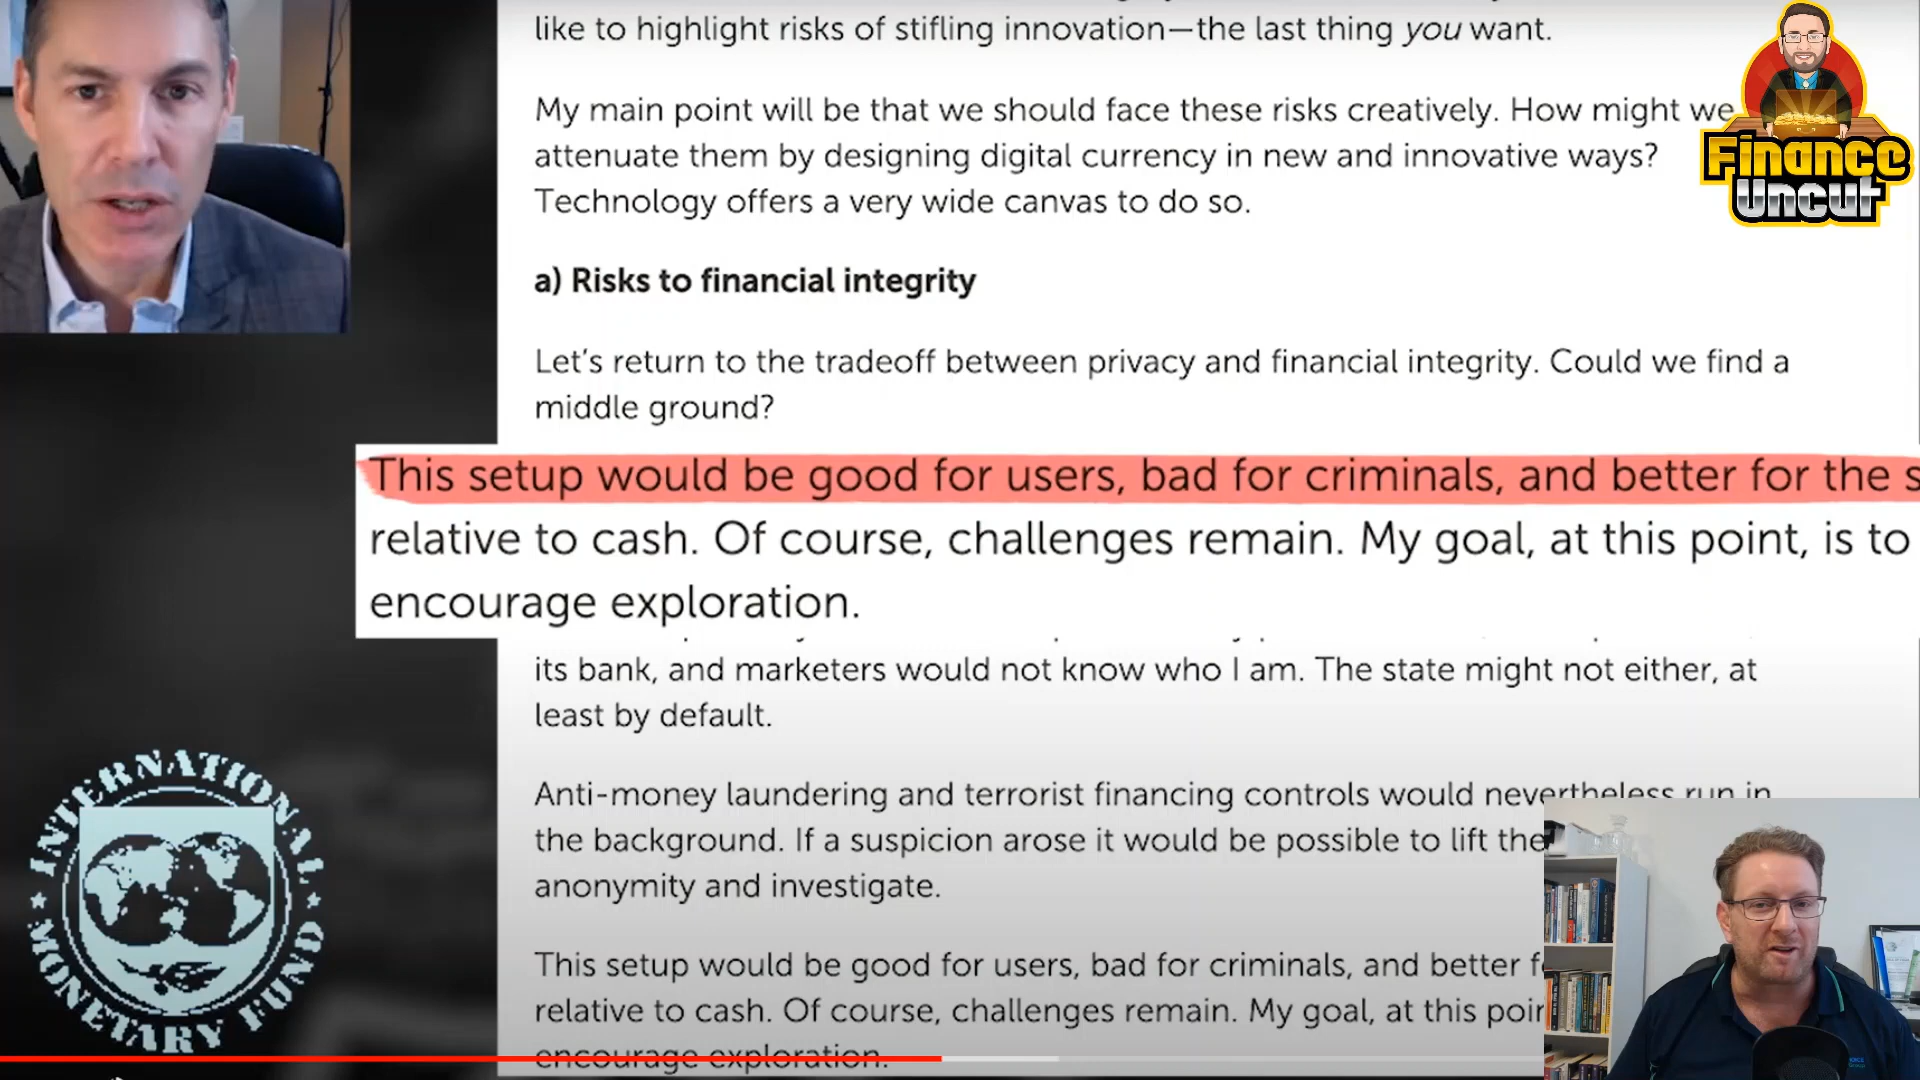 like to highlight risks of stifling innovation—the last thing you want.
My main point will be that we should face these risks creatively. How might we
attenuate them by designing digital currency in new and innovative ways?
Technology offers a very wide canvas to do so.
a) Risks to financial integrity
Let's return to the tradeoff between privacy and financial integrity. Could we find a
middle ground?
This setup would be good for users, bad for criminals, and better for the
relative to cash. Of course, challenges remain. My goal, at this point, is to
encourage exploration.
its bank, and marketers would not know who I am. The state might not either, at
least by default.
Anti-money laundering and terrorist financing controls would nevertheless run in
the background. If a suspicion arose it would be possible to lift the
anonymity and investigate.
This setup would be good for users, bad for criminals, and better
relative to cash. Of course, challenges remain. My goal, at this
encourage exploration.
Finance
Uncut
INTERNATIONAL
MONETARY FUND